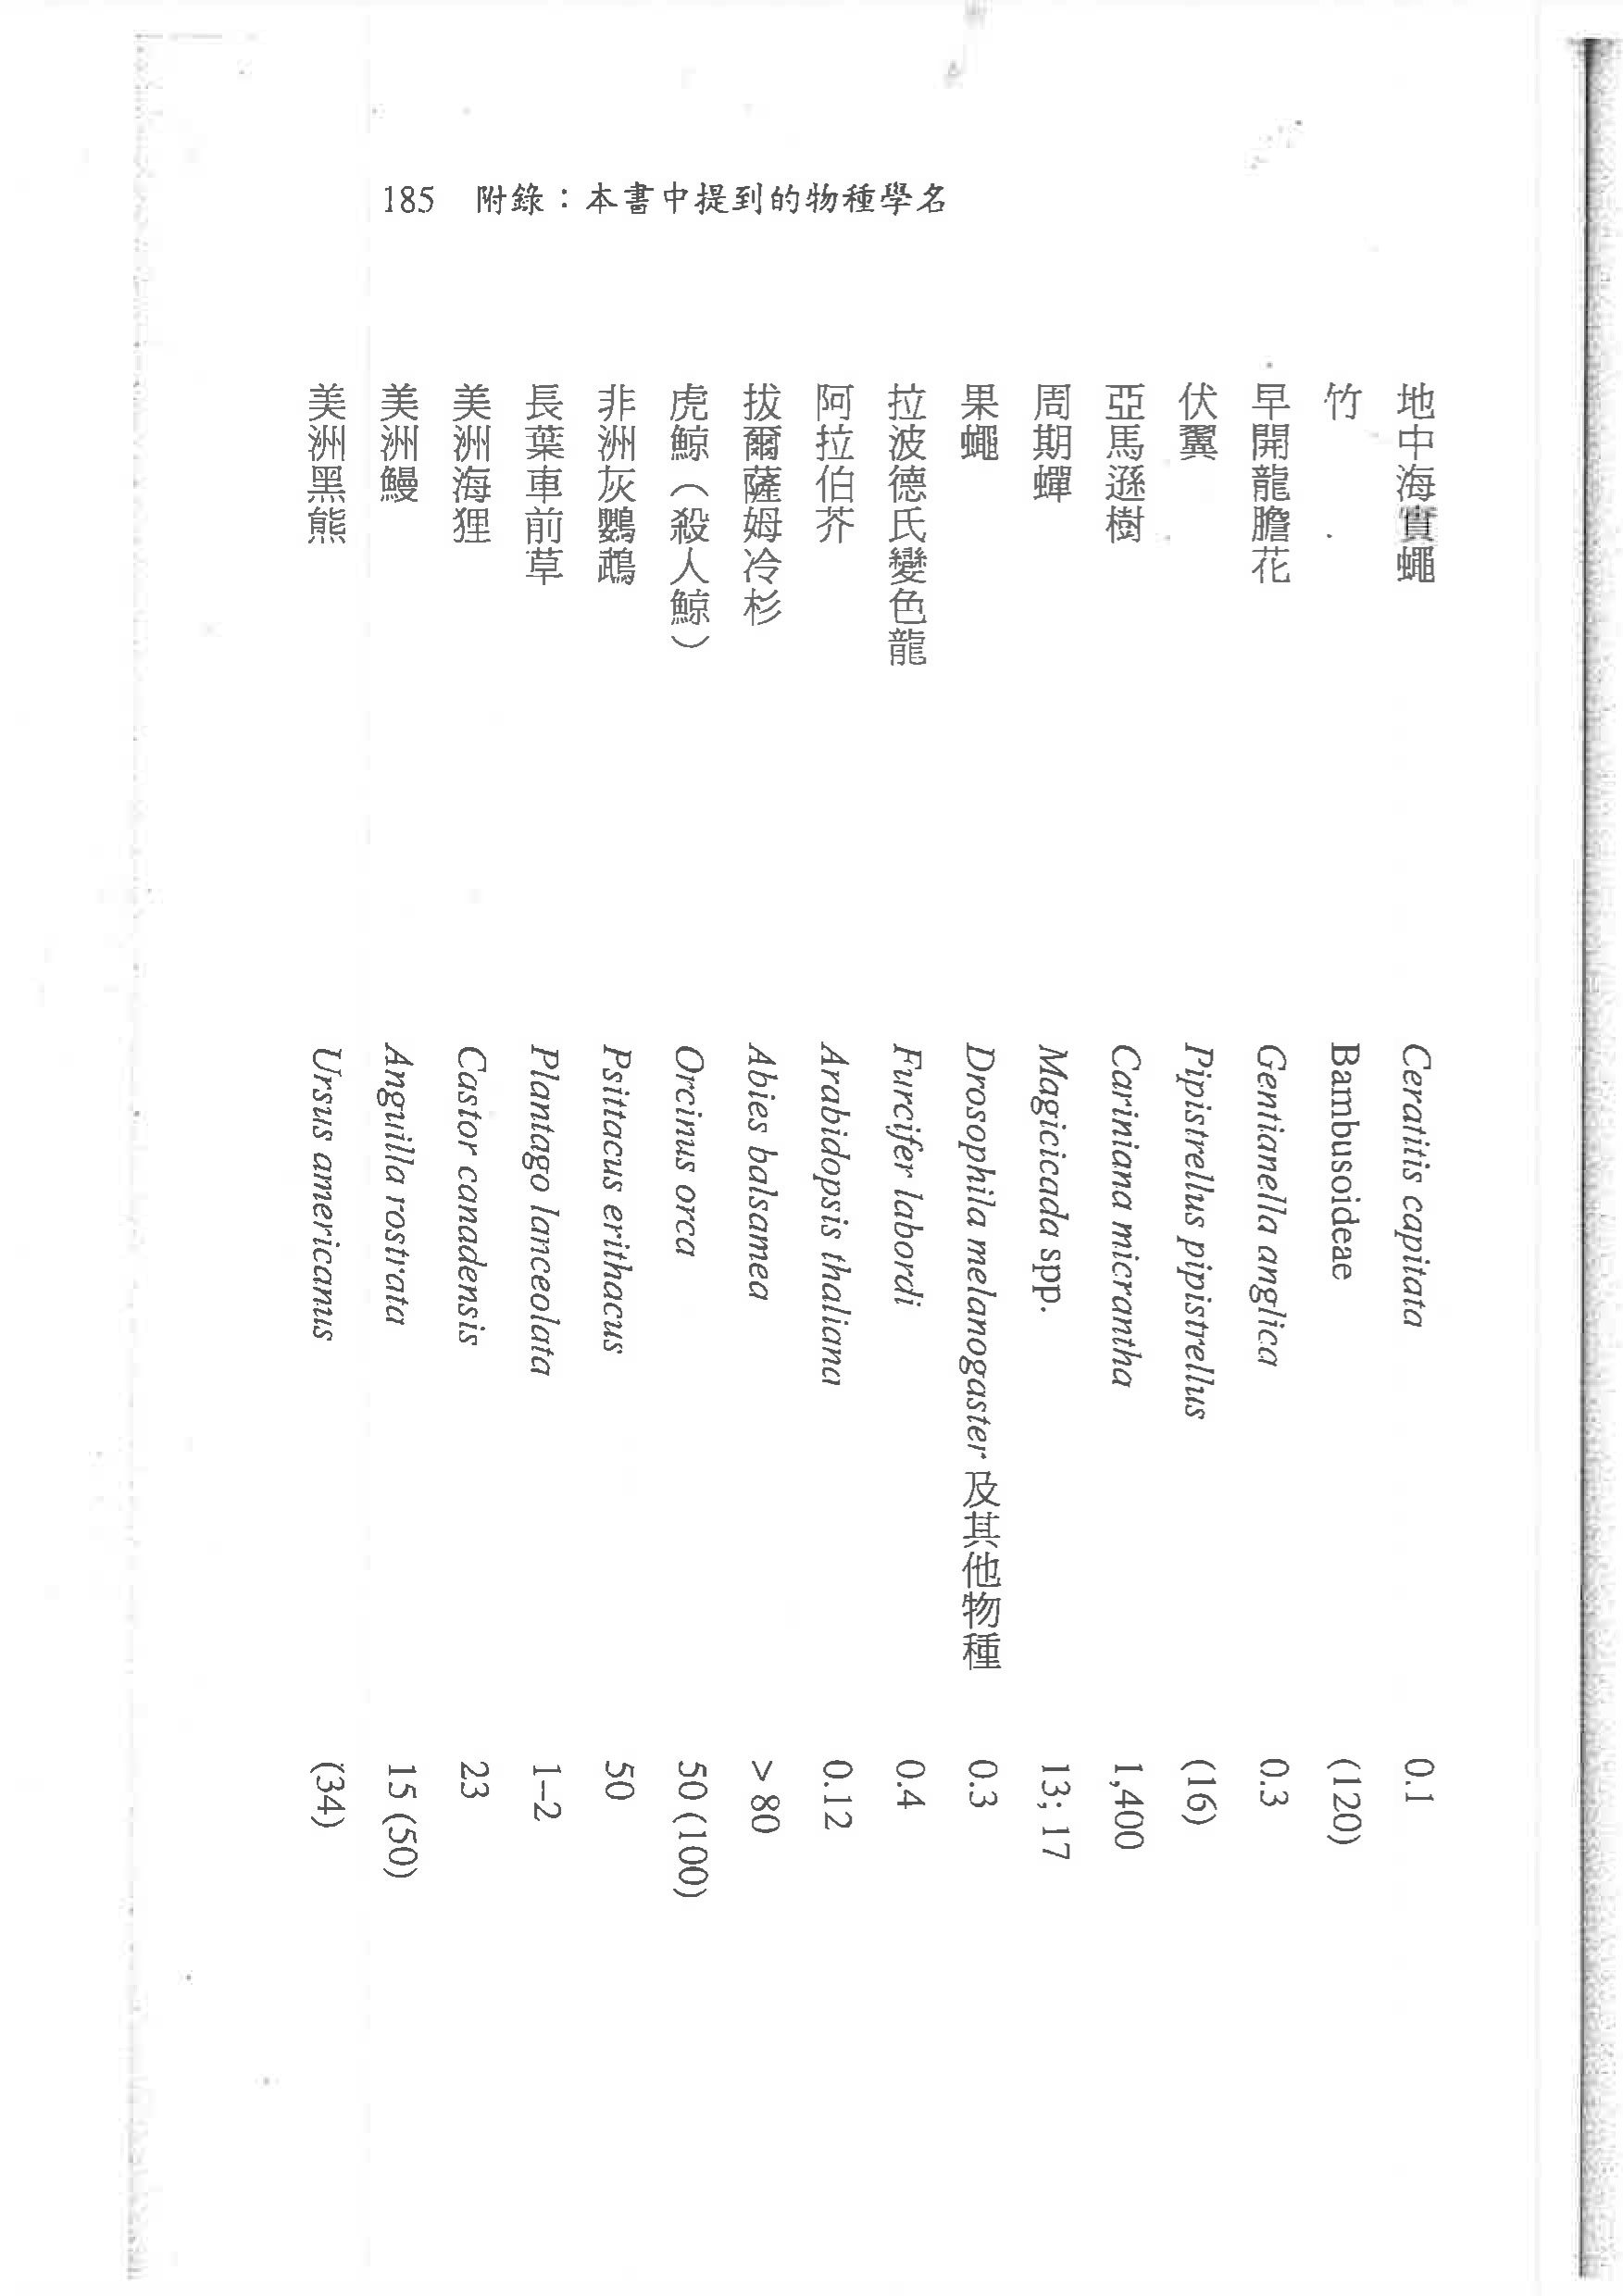 185 附錄：本書中提到的物種學名
地中海實蠅 Ceratitis capitata 0.1
竹 Bambusoideae (120)
早開龍膽花 Gentianella anglica 0.3
伏翼 Pipistrellus pipistrellus (16)
亞馬遜樹 Cariniana micrantha 1,400
周期蟬 Magicicada spp. 13; 17
果蠅 Drosophila melanogaster 及其他物種 0.3
拉波德氏變色龍 Furcifer labordi 0.4
阿拉伯芥 Arabidopsis thaliana 0.12
拔爾薩姆冷杉 Abies balsamea > 80
虎鯨（殺人鯨） Orcinus orca 50 (100)
非洲灰鸚鵡 Psittacus erithacus 50
長葉車前草 Plantago lanceolata 1–2
美洲海狸 Castor canadensis 23
美洲鰻 Anguilla rostrata 15 (50)
美洲黑熊 Ursus americanus (34)